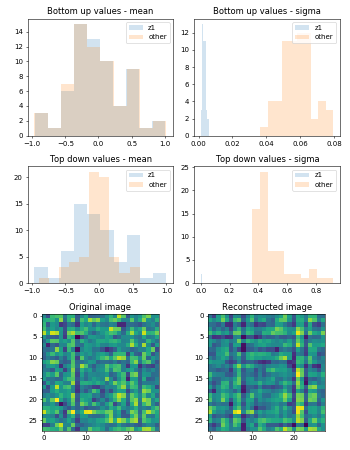 Bottom up values - mean
Bottom up values - sigma
z1
other
z1
other
14
12
10
8
6
4
2
0
12
10
8
6
4
2
0
−1.0 −0.5 0.0 0.5 1.0
0.00 0.02 0.04 0.06 0.08
Top down values - mean
Top down values - sigma
z1
other
z1
other
20
15
10
5
0
25
20
15
10
5
0
−1.0 −0.5 0.0 0.5 1.0
0.0 0.2 0.4 0.6 0.8
Original image
Reconstructed image
0
5
10
15
20
25
0
5
10
15
20
25
0 10 20
0 10 20